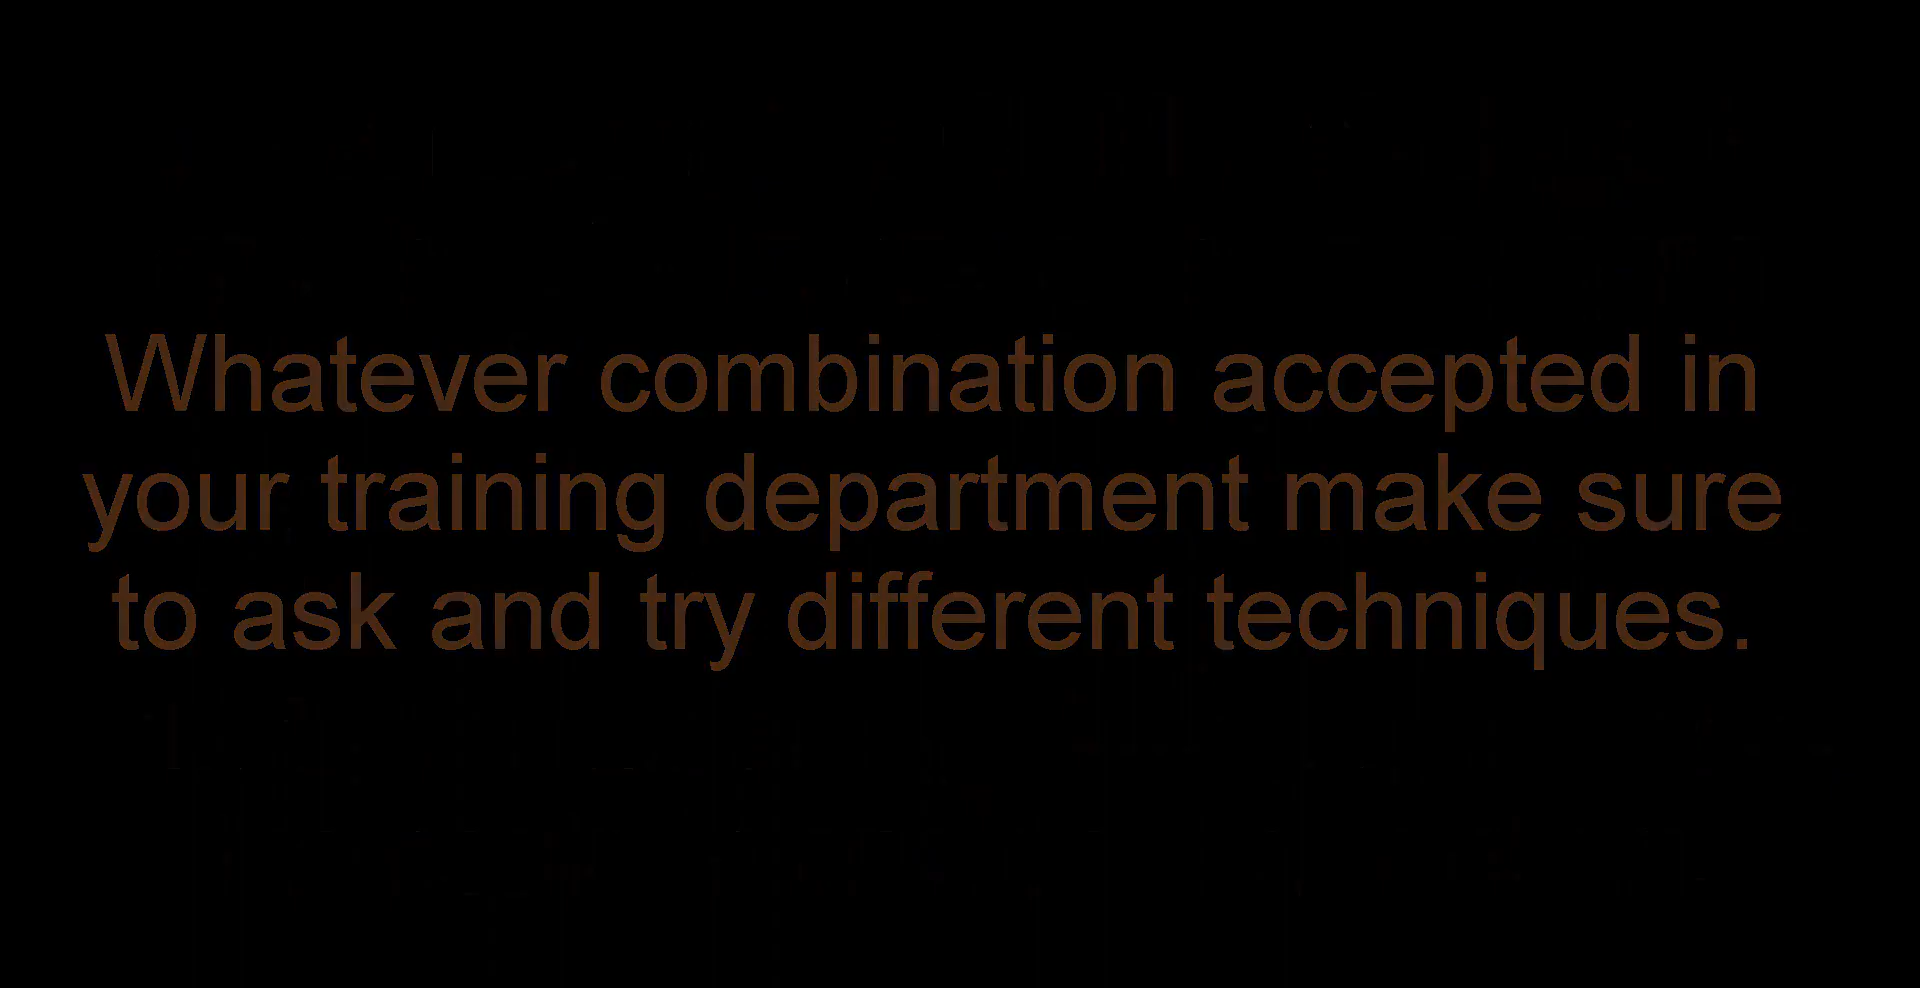 Whatever combination accepted in
your training department make sure
to ask and try different techniques.